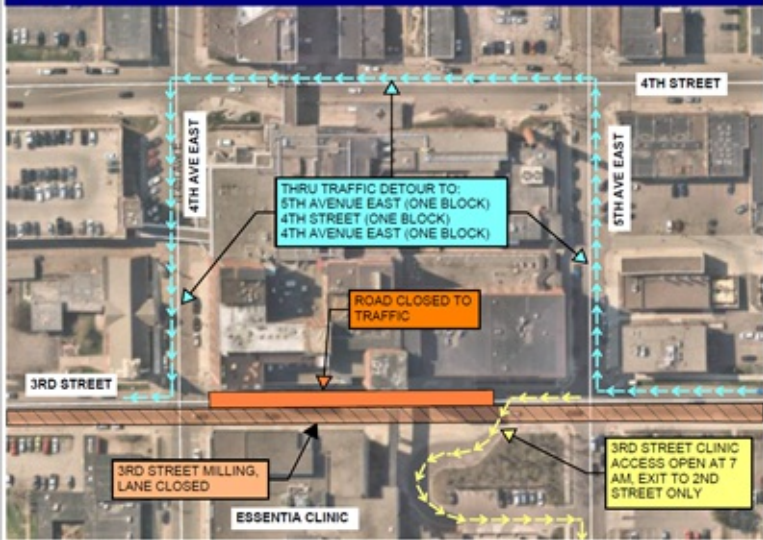 4TH STREET
4TH AVE EAST
5TH AVE EAST
THRU TRAFFIC DETOUR TO:
5TH AVENUE EAST (ONE BLOCK)
4TH STREET (ONE BLOCK)
4TH AVENUE EAST (ONE BLOCK)
ROAD CLOSED TO
TRAFFIC
3RD STREET
3RD STREET MILLING,
LANE CLOSED
3RD STREET CLINIC
ACCESS OPEN AT 7
AM, EXIT TO 2ND
STREET ONLY
ESSENTIA CLINIC